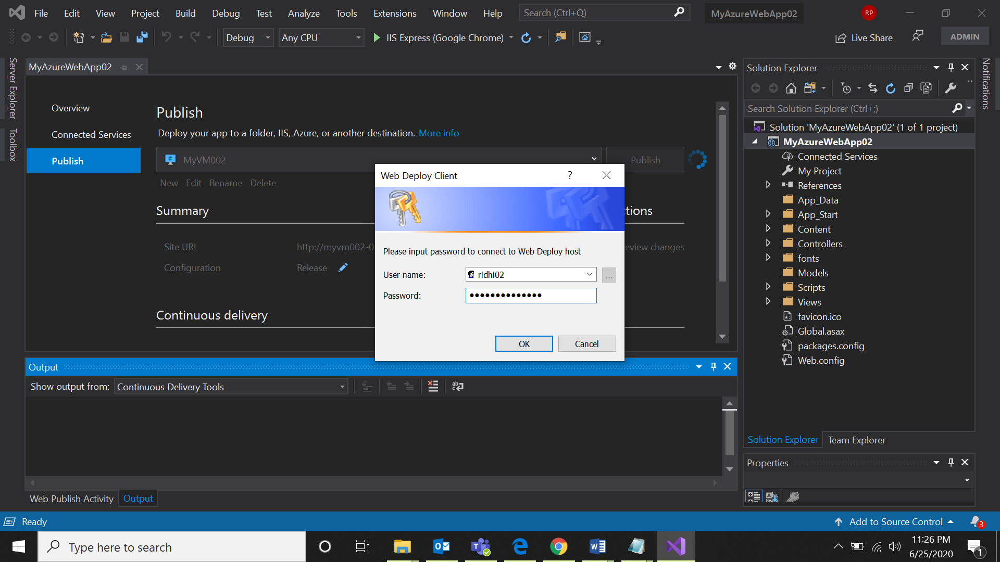 File Edit View Project Build Debug Test Analyze Tools Extensions Window Help Search (Ctrl+Q) MyAzureWebApp02 RP
Debug Any CPU IIS Express (Google Chrome) Live Share ADMIN
Server Explorer
Toolbox
MyAzureWebApp02
Overview
Connected Services
Publish
Publish
Deploy your app to a folder, IIS, Azure, or another destination. More info
MyVM002 Publish
New Edit Rename Delete
Summary
ctions
Site URL http://myvm002-0
eview changes
Configuration Release
Continuous delivery
Web Deploy Client ?
Please input password to connect to Web Deploy host
User name: ridhi02 ...
Password: ●●●●●●●●●●●●●●
OK Cancel
Output
Show output from: Continuous Delivery Tools
Web Publish Activity Output
Solution Explorer
Search Solution Explorer (Ctrl+;)
Solution 'MyAzureWebApp02' (1 of 1 project)
MyAzureWebApp02
Connected Services
My Project
References
App_Data
App_Start
Content
Controllers
fonts
Models
Scripts
Views
favicon.ico
Global.asax
packages.config
Web.config
Solution Explorer Team Explorer
Properties
Notifications
Ready Add to Source Control 3
Type here to search
11:26 PM
6/25/2020
1